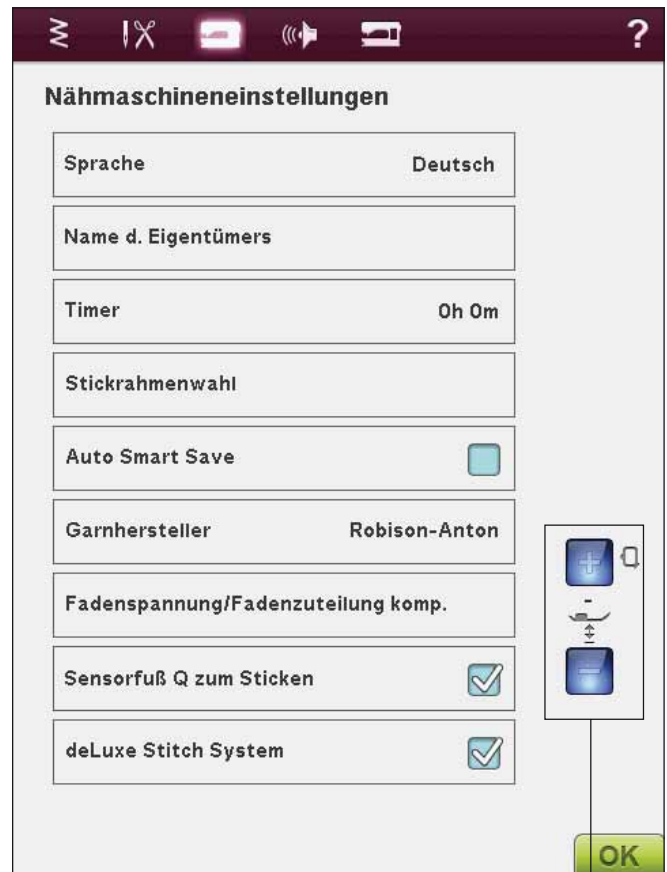 ?
Nähmaschineneinstellungen
Sprache Deutsch
Name d. Eigentümers
Timer 0h 0m
Stickrahmenwahl
Auto Smart Save
Garnhersteller Robison-Anton
+
-
Fadenspannung/Fadenzuteilung komp.
Sensorfuß Q zum Sticken
-
deLuxe Stitch System
OK